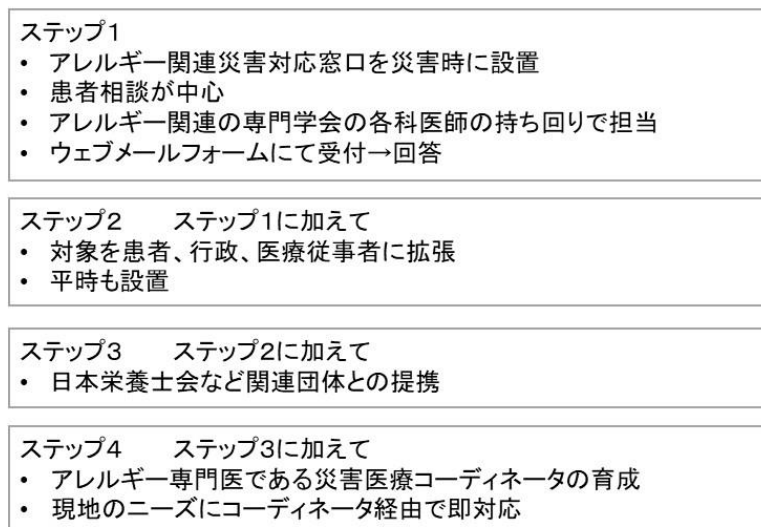 ステップ1
• アレルギー関連災害対応窓口を災害時に設置
• 患者相談が中心
• アレルギー関連の専門学会の各科医師の持ち回りで担当
• ウェブメールフォームにて受付→回答
ステップ2　　ステップ1に加えて
• 対象を患者、行政、医療従事者に拡張
• 平時も設置
ステップ3　　ステップ2に加えて
• 日本栄養士会など関連団体との提携
ステップ4　　ステップ3に加えて
• アレルギー専門医である災害医療コーディネータの育成
• 現地のニーズにコーディネータ経由で即対応